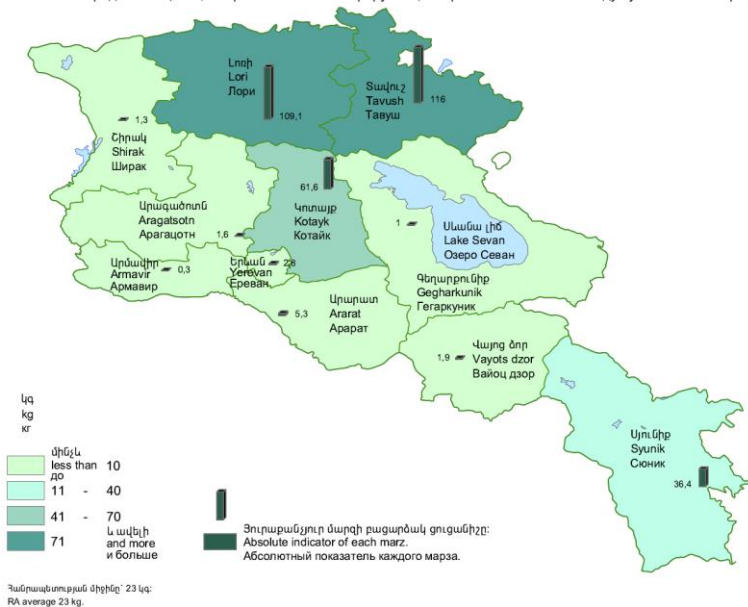 Լոռի
Lori
Лори
109,1
Տավուշ
Tavush
Тавуш
116
1,3
Շիրակ
Shirak
Ширак
61,6
Կոտայք
Kotayk
Котайк
Արագածոտն
Aragatsotn
Арагацотн
1,6
1
Սևանա լիճ
Lake Sevan
Озеро Севан
Արմավիր
Armavir
Армавир
0,3
Երևան
Yerevan
Ереван
2,8
Գեղարքունիք
Gegharkunik
Гегаркуник
5,3
Արարատ
Ararat
Арарат
1,9
Վայոց ձոր
Vayots dzor
Вайоц дзор
Սյունիք
Syunik
Сюник
36,4
կգ
kg
кг
մինչև
less than 10
до
11 - 40
41 - 70
71 և ավելի
and more
и больше
Յուրաքանչյուր մարզի բացարձակ ցուցանիշը:
Absolute indicator of each marz.
Абсолютный показатель каждого марза.
Հանրապետության միջինը՝ 23 կգ:
RA average 23 kg.